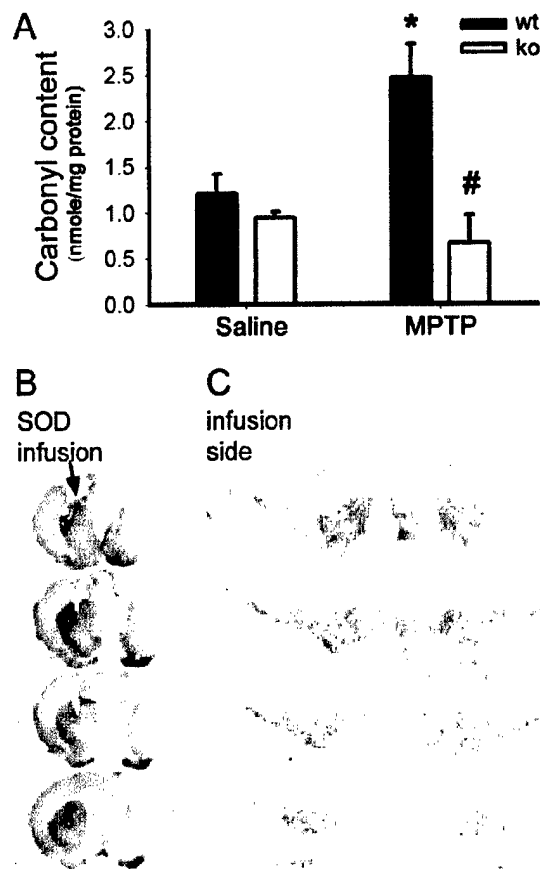 A
Carbonyl content
(nmole/mg protein)
3.0
2.5
2.0
1.5
1.0
0.5
0.0
*
#
wt
ko
Saline
MPTP
B
SOD
infusion
C
infusion
side